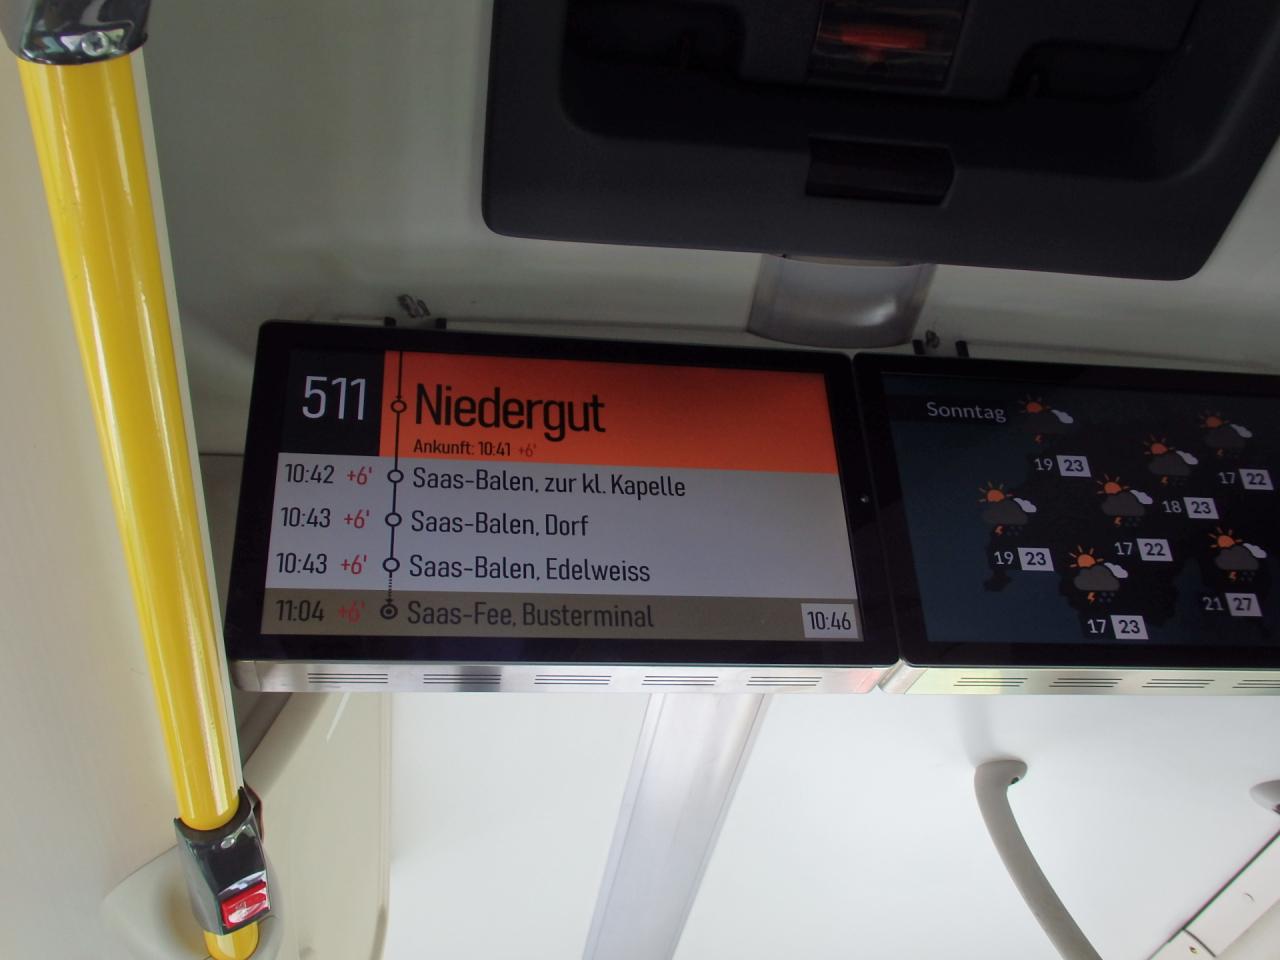 511
Niedergut
Ankunft: 10:41 +6'
10:42 +6' Saas-Balen, zur kl. Kapelle
10:43 +6' Saas-Balen, Dorf
10:43 +6' Saas-Balen, Edelweiss
11:04 +6' Saas-Fee, Busterminal
10:46
Sonntag
19 23
17 22
18 23
19 23
17 22
21 27
17 23